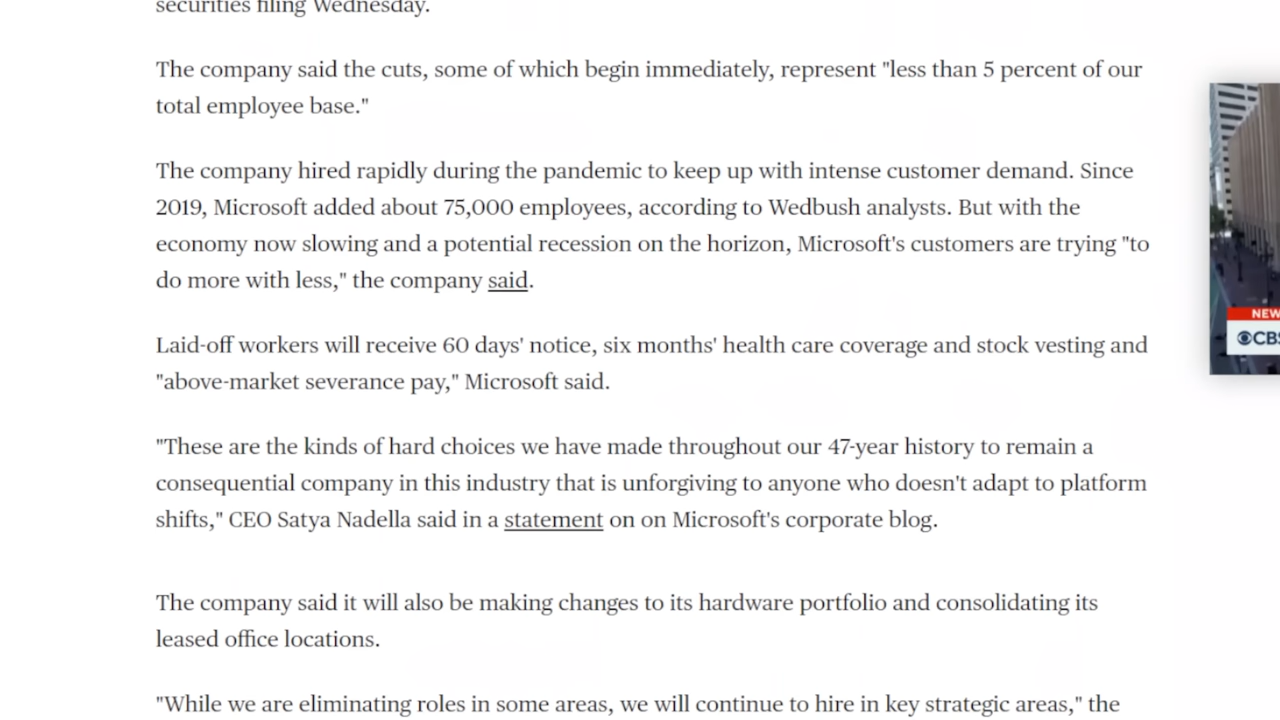 securities filing Wednesday.
The company said the cuts, some of which begin immediately, represent "less than 5 percent of our
total employee base."
The company hired rapidly during the pandemic to keep up with intense customer demand. Since
2019, Microsoft added about 75,000 employees, according to Wedbush analysts. But with the
economy now slowing and a potential recession on the horizon, Microsoft's customers are trying "to
do more with less," the company said.
Laid-off workers will receive 60 days' notice, six months' health care coverage and stock vesting and
"above-market severance pay," Microsoft said.
"These are the kinds of hard choices we have made throughout our 47-year history to remain a
consequential company in this industry that is unforgiving to anyone who doesn't adapt to platform
shifts," CEO Satya Nadella said in a statement on on Microsoft's corporate blog.
The company said it will also be making changes to its hardware portfolio and consolidating its
leased office locations.
"While we are eliminating roles in some areas, we will continue to hire in key strategic areas," the
NEW
CBS